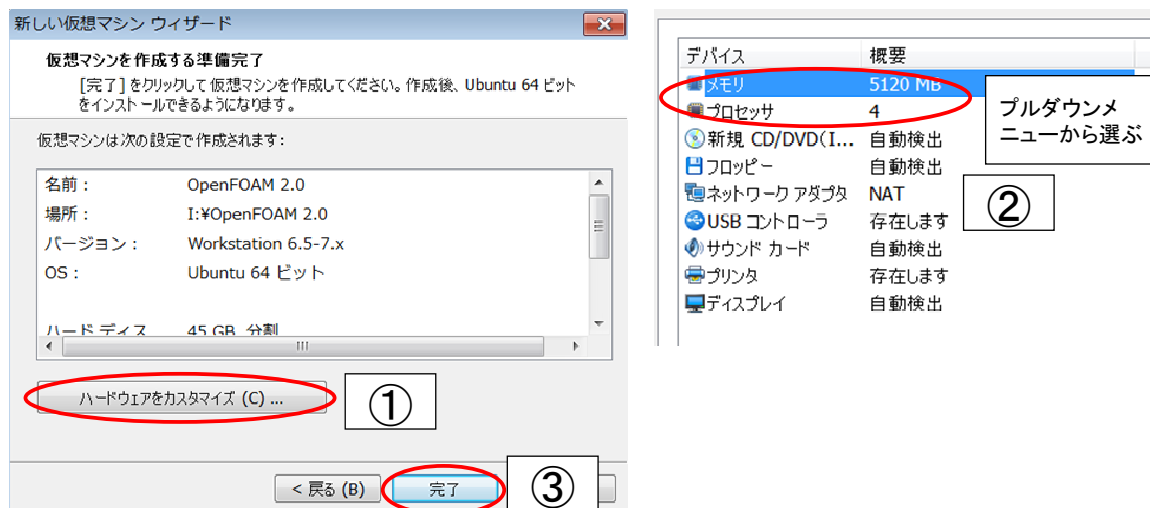 新しい仮想マシン ウィザード
仮想マシンを作成する準備完了
[完了] をクリックして仮想マシンを作成してください。作成後、Ubuntu 64 ビット
をインストールできるようになります。
仮想マシンは次の設定で作成されます:
名前: OpenFOAM 2.0
場所: I:¥OpenFOAM 2.0
バージョン: Workstation 6.5-7.x
OS: Ubuntu 64 ビット
ハード ディス 45 GB, 分割
ハードウェアをカスタマイズ (C) ...
①
< 戻る (B)
完了
③
デバイス 概要
メモリ 5120 MB
プロセッサ 4
新規 CD/DVD(I... 自動検出
フロッピー 自動検出
ネットワーク アダプタ NAT
USB コントローラ 存在します
サウンド カード 自動検出
プリンタ 存在します
ディスプレイ 自動検出
プルダウンメ
ニューから選ぶ
②